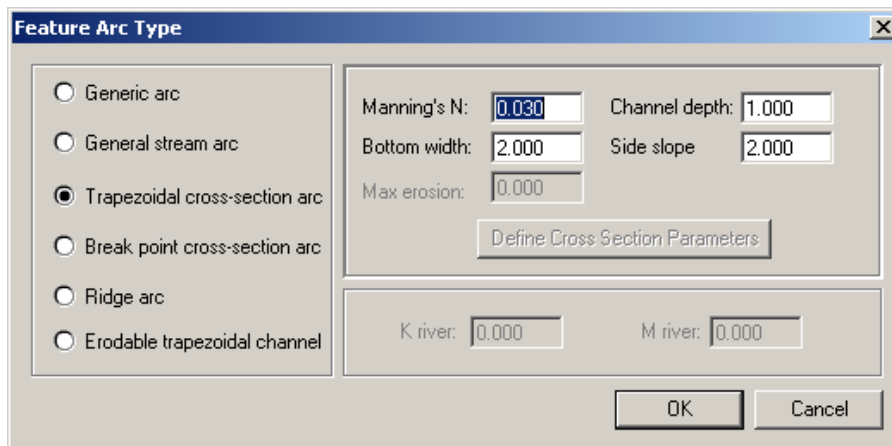 Feature Arc Type
Generic arc
General stream arc
Trapezoidal cross-section arc
Break point cross-section arc
Ridge arc
Erodable trapezoidal channel
Manning's N: 0.030 Channel depth: 1.000
Bottom width: 2.000 Side slope 2.000
Max erosion: 0.000
Define Cross Section Parameters
K river: 0.000 M river: 0.000
OK Cancel